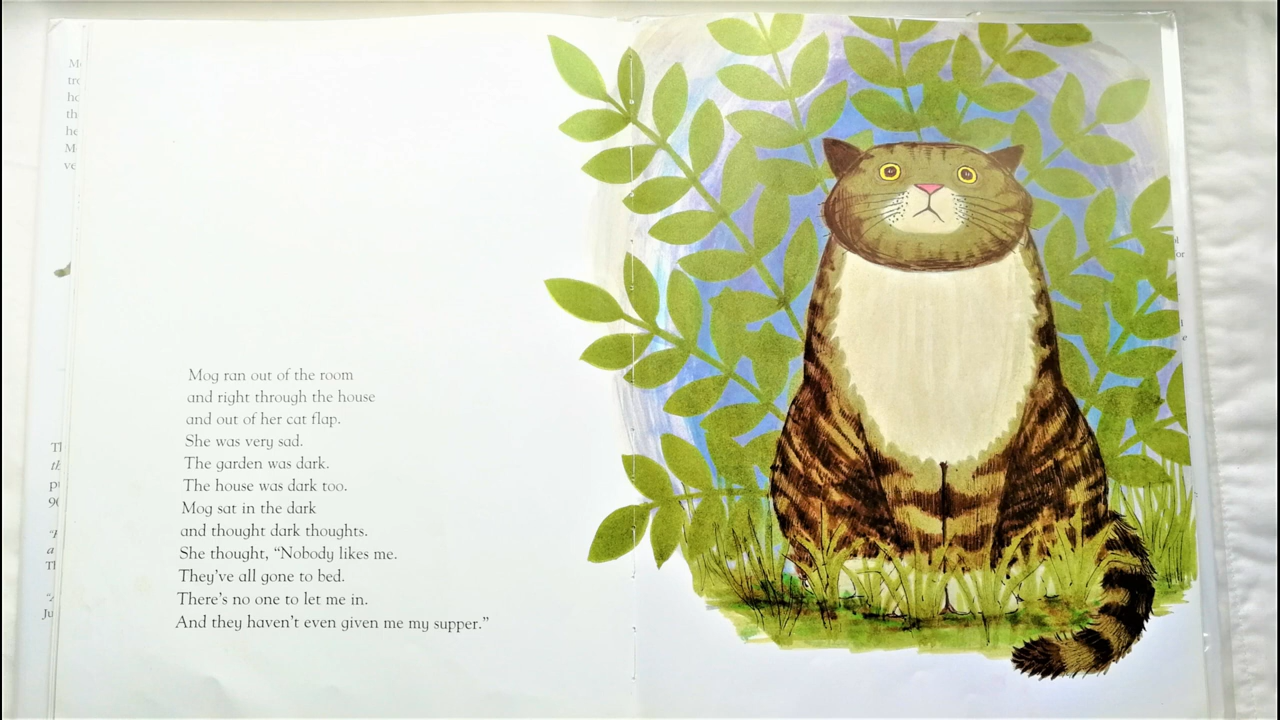 Mog ran out of the room
and right through the house
and out of her cat flap.
She was very sad.
The garden was dark.
The house was dark too.
Mog sat in the dark
and thought dark thoughts.
She thought, “Nobody likes me.
They’ve all gone to bed.
There’s no one to let me in.
And they haven’t even given me my supper.”